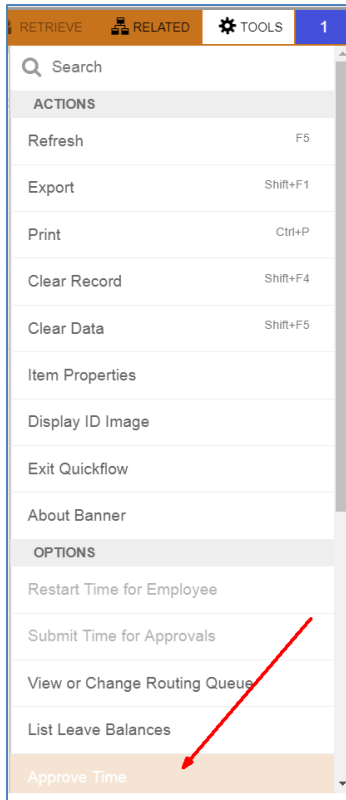 RETRIEVE RELATED TOOLS 1
Search
ACTIONS
Refresh F5
Export Shift+F1
Print Ctrl+P
Clear Record Shift+F4
Clear Data Shift+F5
Item Properties
Display ID Image
Exit Quickflow
About Banner
OPTIONS
Restart Time for Employee
Submit Time for Approvals
View or Change Routing Queue
List Leave Balances
Approve Time